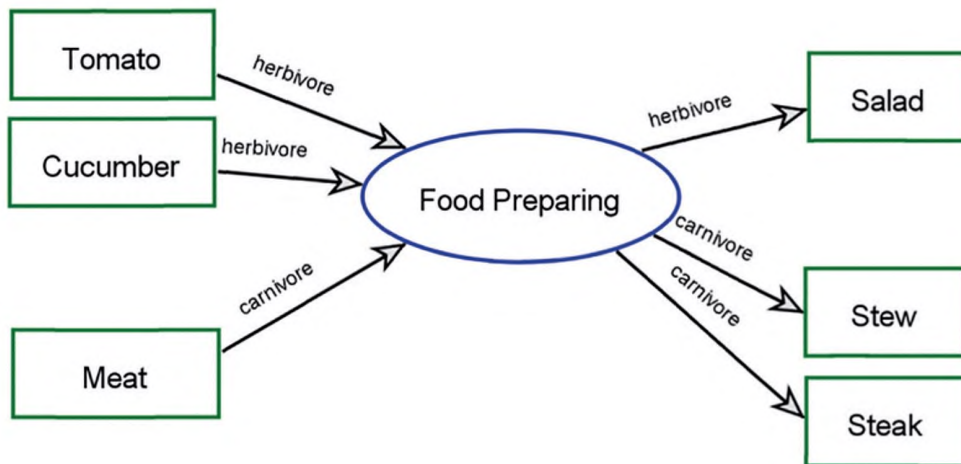 Tomato
herbivore
Cucumber
herbivore
Meat
carnivore
Food Preparing
herbivore
Salad
carnivore
Stew
carnivore
Steak